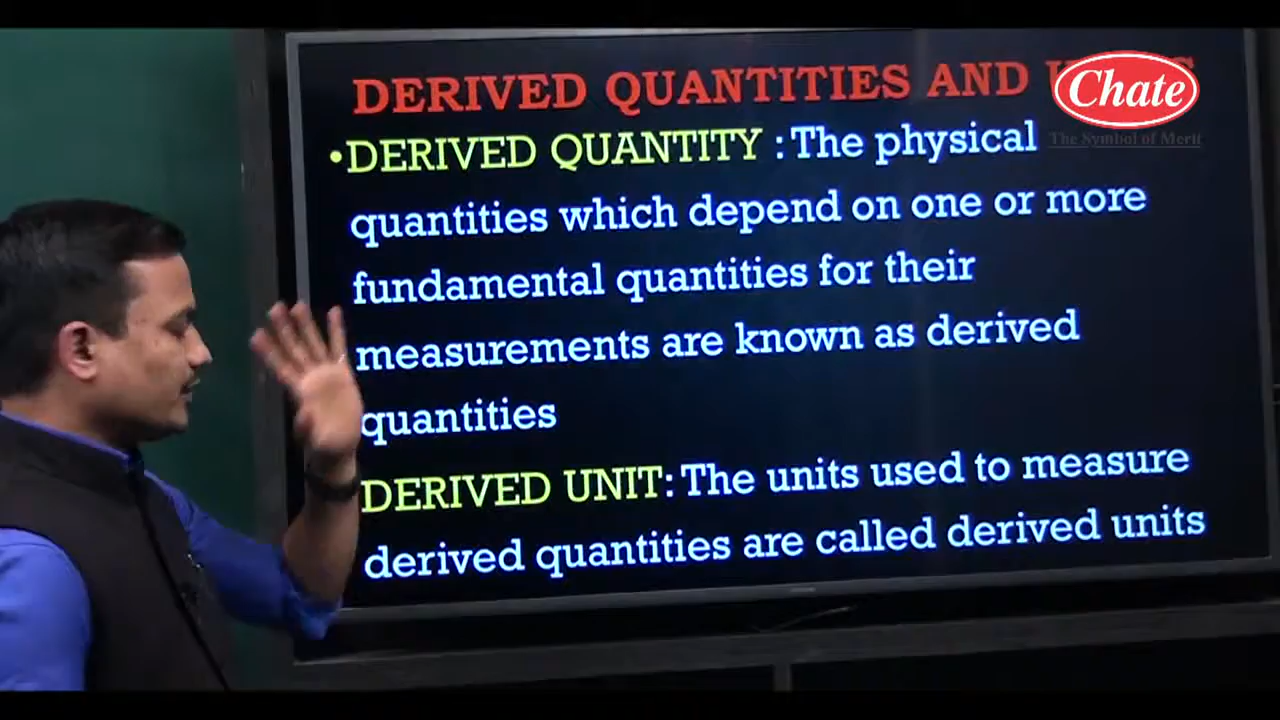 DERIVED QUANTITIES AND
Chate
The Symbol of Merit
•DERIVED QUANTITY : The physical
quantities which depend on one or more
fundamental quantities for their
measurements are known as derived
quantities
DERIVED UNIT: The units used to measure
derived quantities are called derived units